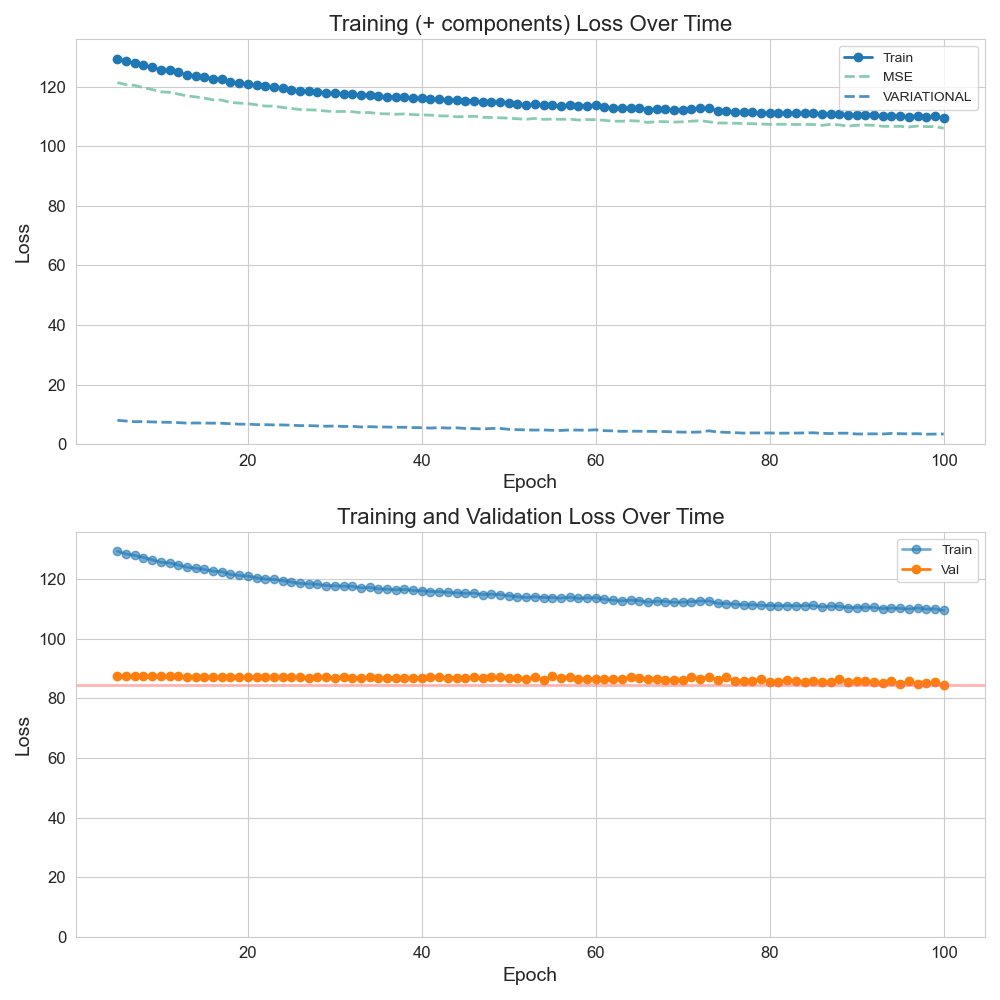 Training (+ components) Loss Over Time
Train
MSE
VARIATIONAL
Loss
120
100
80
60
40
20
0
20 40 60 80 100
Epoch
Training and Validation Loss Over Time
Train
Val
Loss
120
100
80
60
40
20
0
20 40 60 80 100
Epoch